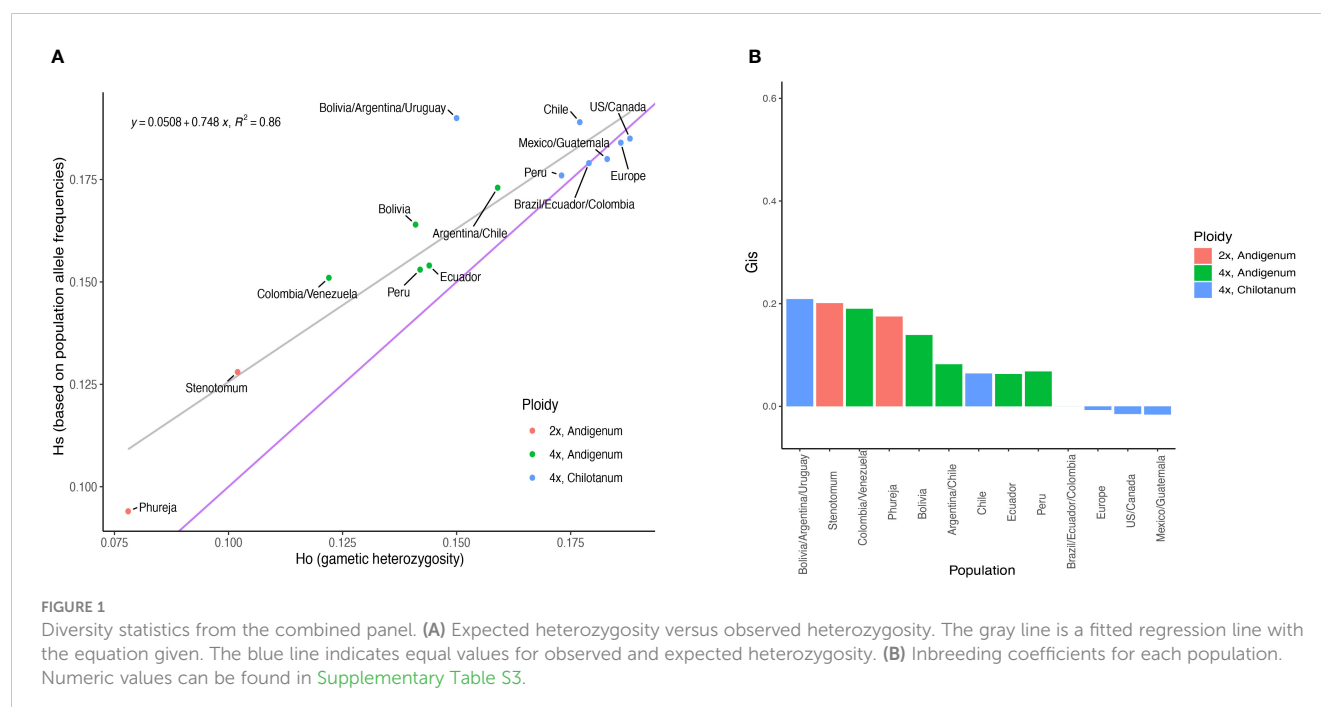 A
y = 0.0508 + 0.748 x, R² = 0.86
Bolivia/Argentina/Uruguay
Chile
US/Canada
Mexico/Guatemala
Peru
Europe
Brazil/Ecuador/Colombia
Bolivia
Argentina/Chile
Ecuador
Peru
Colombia/Venezuela
Stenotomum
Phureja
Hs (based on population allele frequencies)
0.175
0.150
0.125
0.100
Ploidy
2x, Andigenum
4x, Andigenum
4x, Chilotanum
0.075
0.100
0.125
0.150
0.175
Ho (gametic heterozygosity)
B
Gis
0.6
0.4
0.2
0.0
Ploidy
2x, Andigenum
4x, Andigenum
4x, Chilotanum
Bolivia/Argentina/Uruguay
Stenotomum
Colombia/Venezuela
Phureja
Bolivia
Argentina/Chile
Chile
Ecuador
Peru
Brazil/Ecuador/Colombia
Europe
US/Canada
Mexico/Guatemala
Population
FIGURE 1
Diversity statistics from the combined panel. (A) Expected heterozygosity versus observed heterozygosity. The gray line is a fitted regression line with
the equation given. The blue line indicates equal values for observed and expected heterozygosity. (B) Inbreeding coefficients for each population.
Numeric values can be found in Supplementary Table S3.